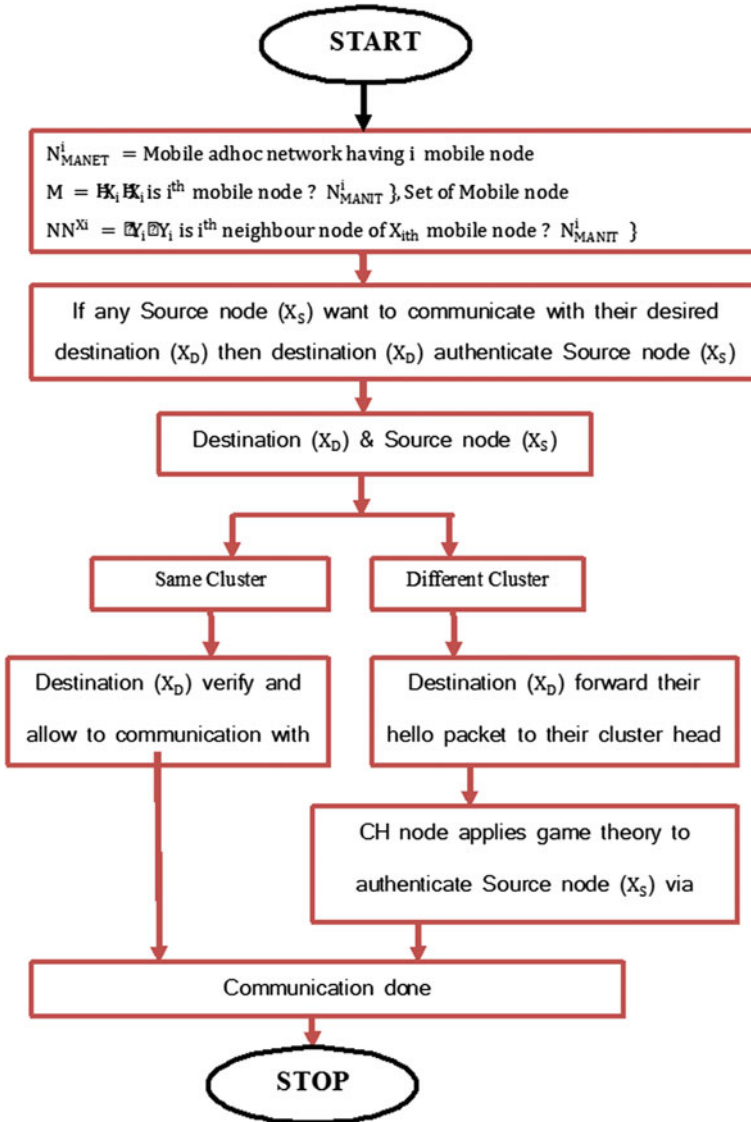 START
N^i_MANET = Mobile adhoc network having i mobile node
M = X_i X_i is i^th mobile node ? N^i_MANIT }, Set of Mobile node
NN^Xi = Y_i Y_i is i^th neighbour node of X_ith mobile node ? N^i_MANIT }
If any Source node (X_S) want to communicate with their desired
destination (X_D) then destination (X_D) authenticate Source node (X_S)
Destination (X_D) & Source node (X_S)
Same Cluster
Different Cluster
Destination (X_D) verify and
allow to communication with
Destination (X_D) forward their
hello packet to their cluster head
CH node applies game theory to
authenticate Source node (X_S) via
Communication done
STOP